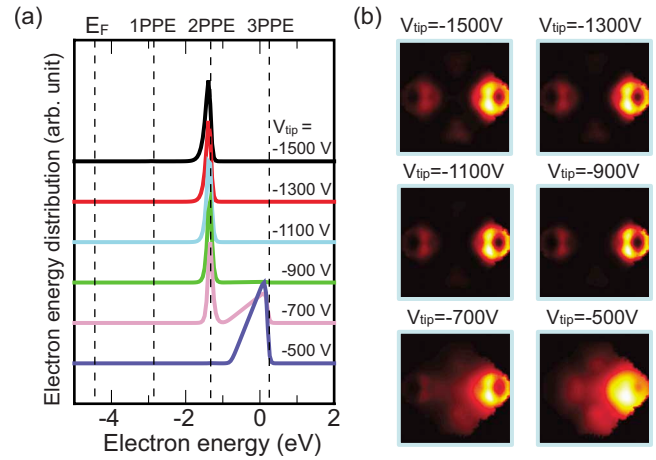 (a)
E_F 1PPE 2PPE 3PPE
V_tip =
-1500 V
-1300 V
-1100 V
-900 V
-700 V
-500 V
Electron energy distribution (arb. unit)
-4 -2 0 2
Electron energy (eV)
(b)
V_tip=-1500V V_tip=-1300V
V_tip=-1100V V_tip=-900V
V_tip=-700V V_tip=-500V